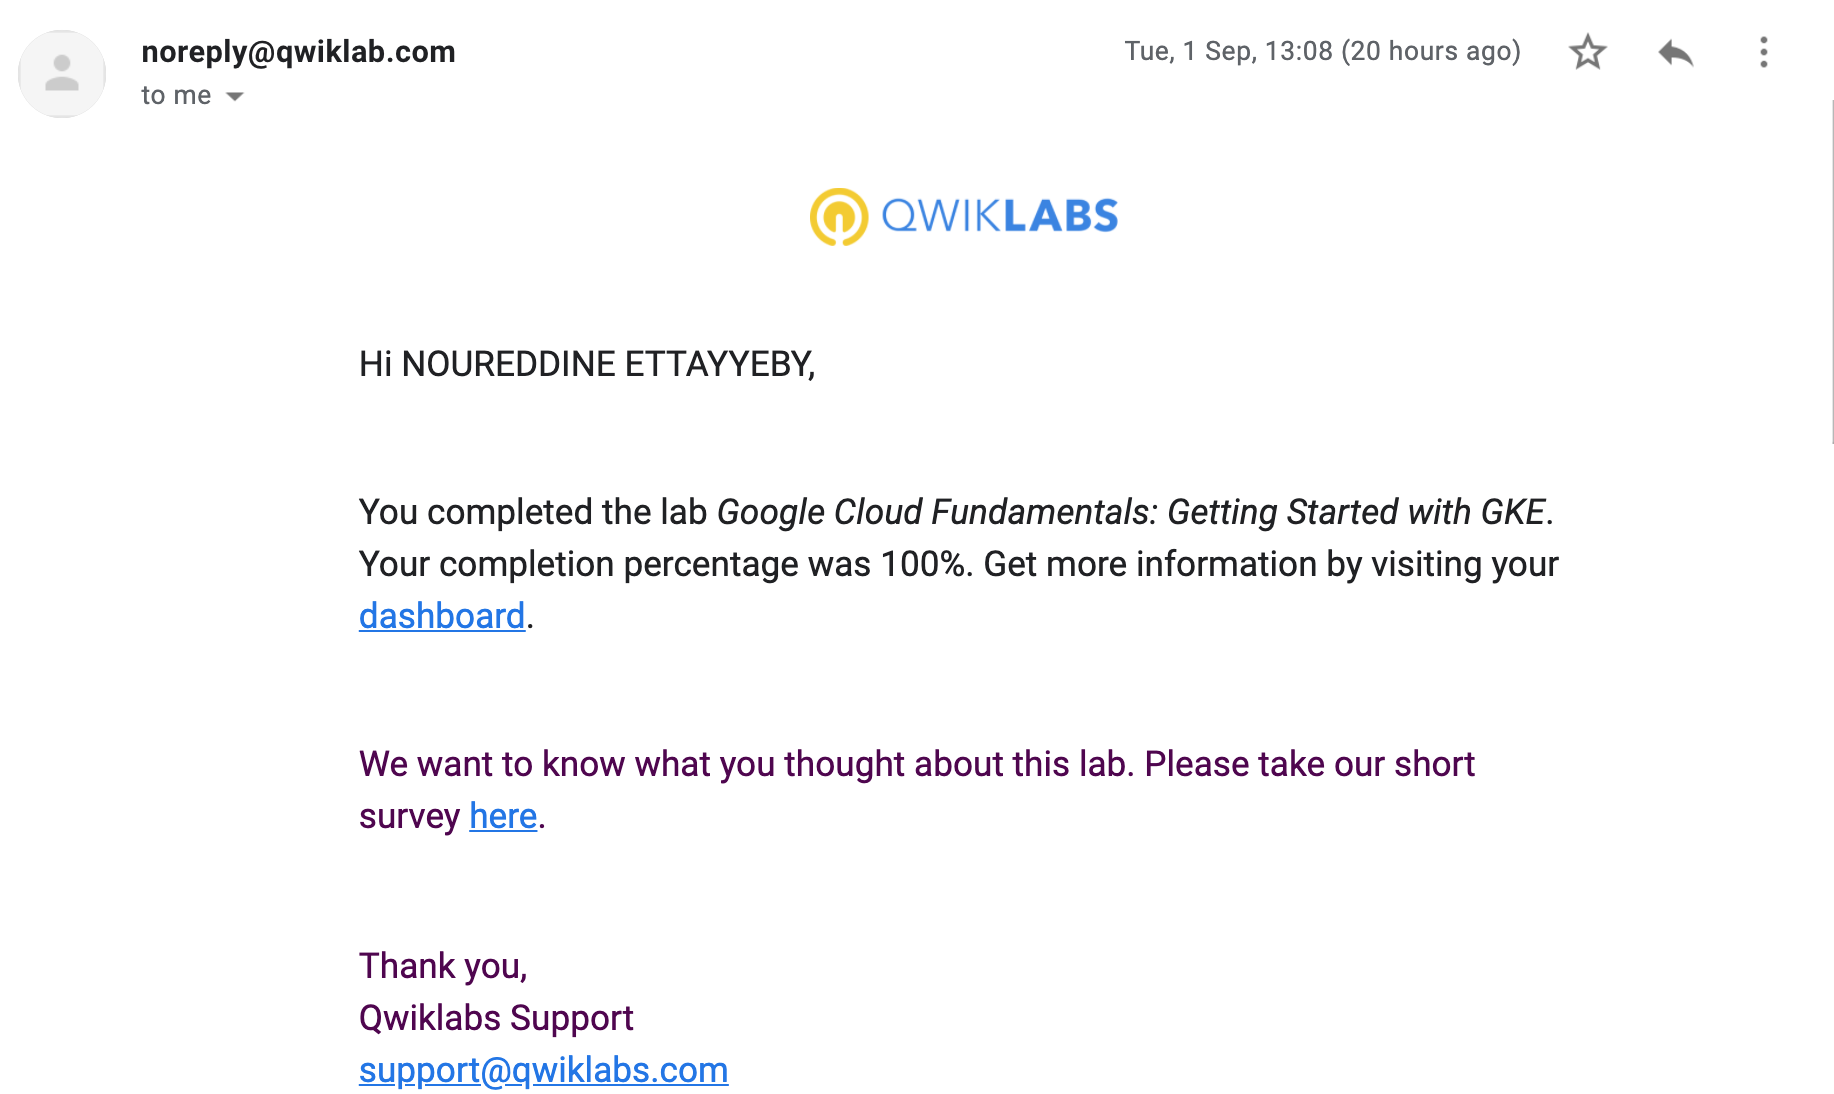 noreply@qwiklab.com
Tue, 1 Sep, 13:08 (20 hours ago)
to me
QWIKLABS
Hi NOUREDDINE ETTAYYEBY,
You completed the lab Google Cloud Fundamentals: Getting Started with GKE.
Your completion percentage was 100%. Get more information by visiting your
dashboard.
We want to know what you thought about this lab. Please take our short
survey here.
Thank you,
Qwiklabs Support
support@qwiklabs.com